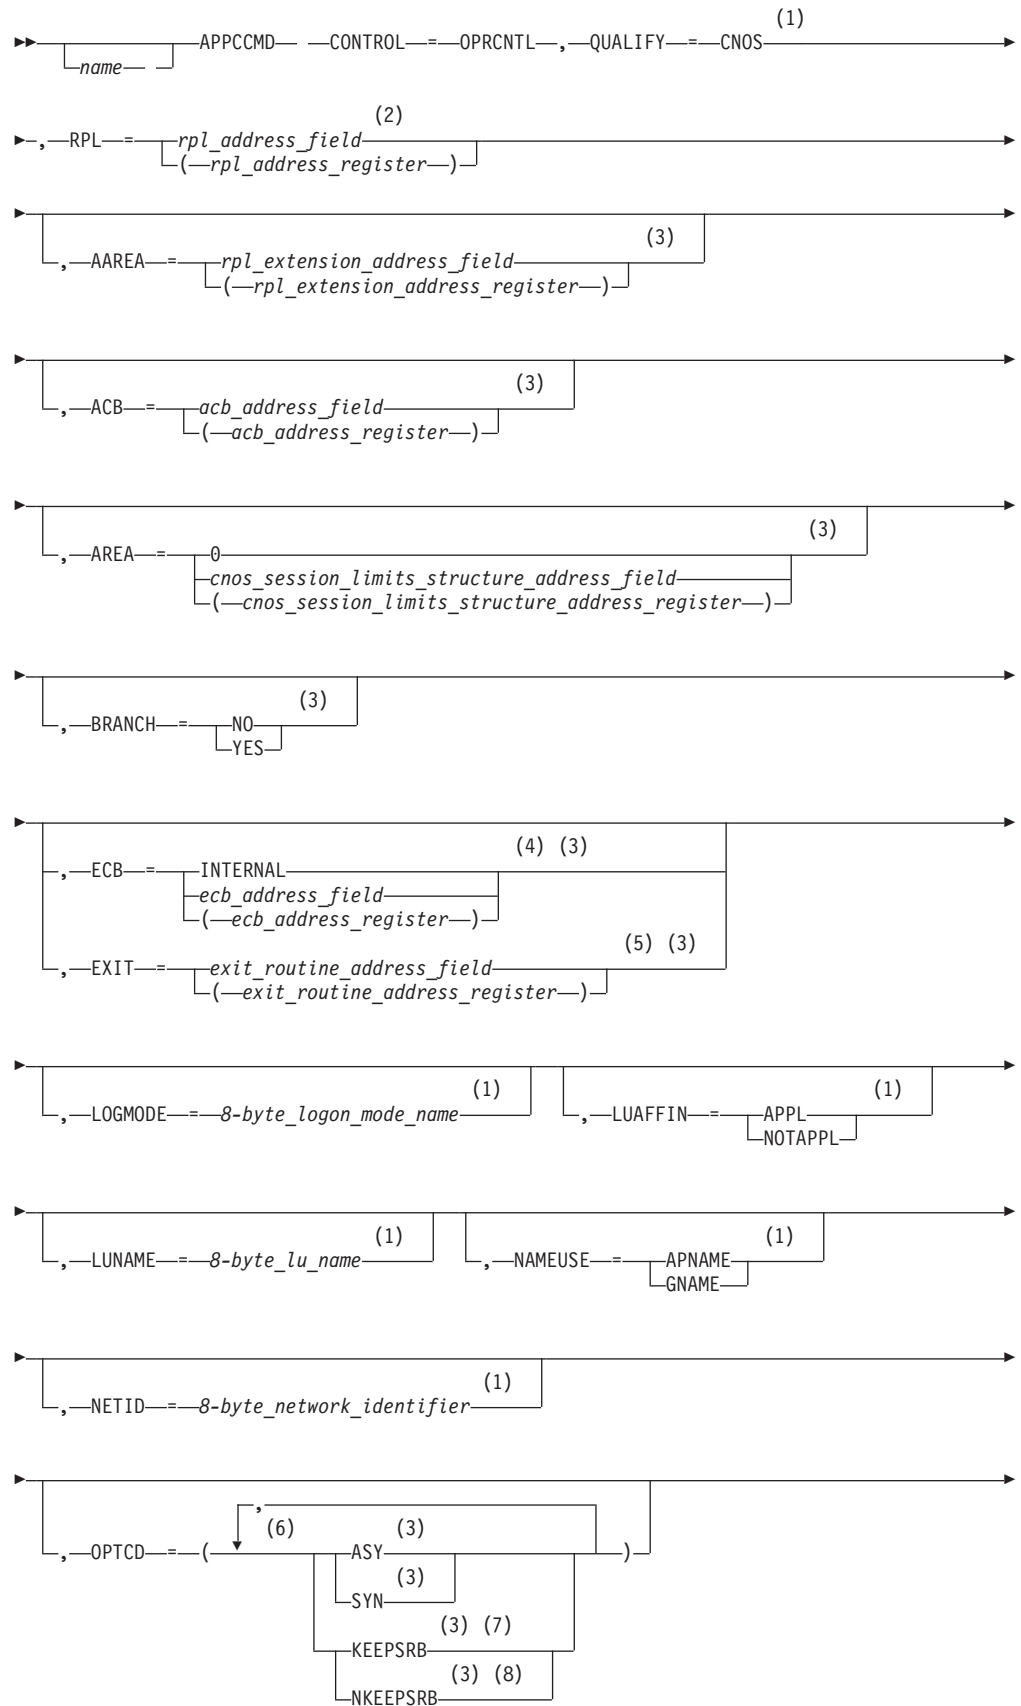 (1)
APPCCMD CONTROL = OPRCNTL , QUALIFY = CNOS
name
(2)
, RPL = rpl_address_field
( rpl_address_register )
(3)
, AAREA = rpl_extension_address_field
( rpl_extension_address_register )
(3)
, ACB = acb_address_field
( acb_address_register )
(3)
, AREA = 0
cnos_session_limits_structure_address_field
( cnos_session_limits_structure_address_register )
(3)
, BRANCH = NO
YES
(4) (3)
, ECB = INTERNAL
ecb_address_field
( ecb_address_register )
(5) (3)
, EXIT = exit_routine_address_field
( exit_routine_address_register )
(1) (1)
, LOGMODE = 8-byte_logon_mode_name , LUAFFIN = APPL
NOTAPPL
(1) (1)
, LUNAME = 8-byte_lu_name , NAMEUSE = APNAME
GNAME
(1)
, NETID = 8-byte_network_identifier
,
(6) (3)
, OPTCD = ( ASY )
(3)
SYN
(3) (7)
KEEPSRB
(3) (8)
NKEEPSRB